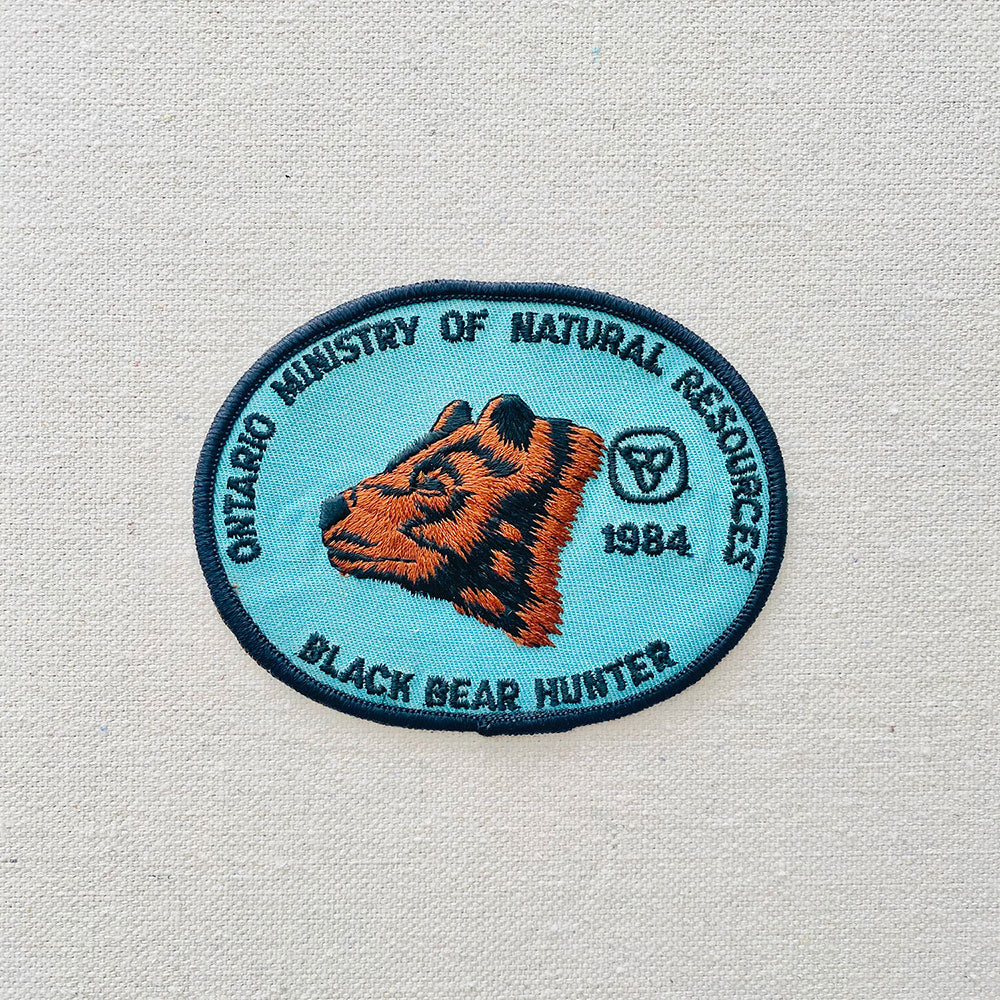 ONTARIO MINISTRY OF NATURAL RESOURCES
1984
BLACK BEAR HUNTER